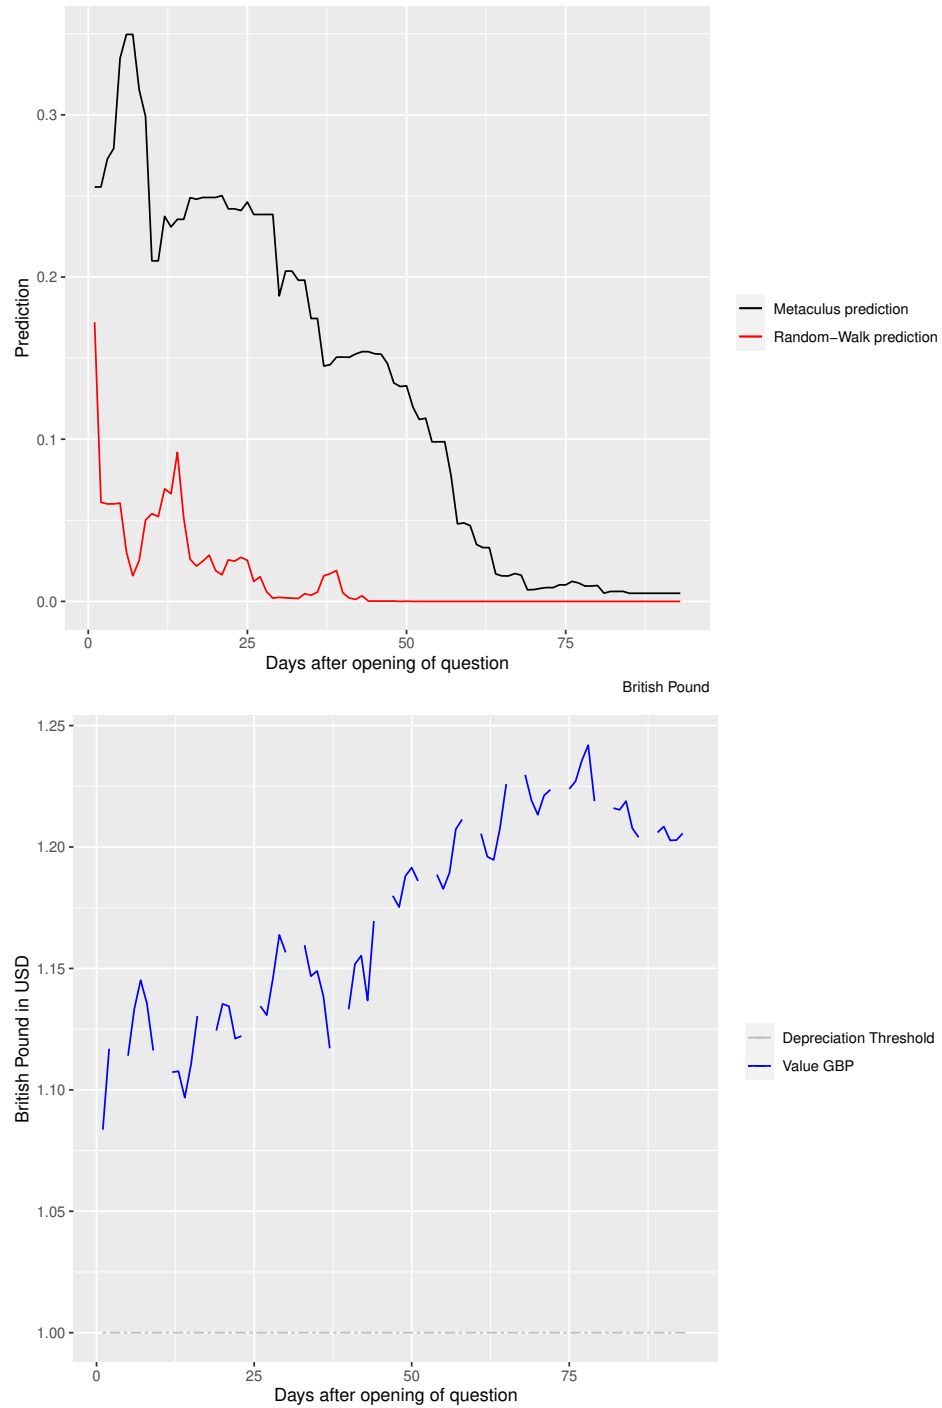 0.3
0.2
0.1
0.0
Prediction
0
25
50
75
Days after opening of question
Metaculus prediction
Random−Walk prediction
British Pound
1.25
1.20
1.15
1.10
1.05
1.00
British Pound in USD
0
25
50
75
Days after opening of question
Depreciation Threshold
Value GBP